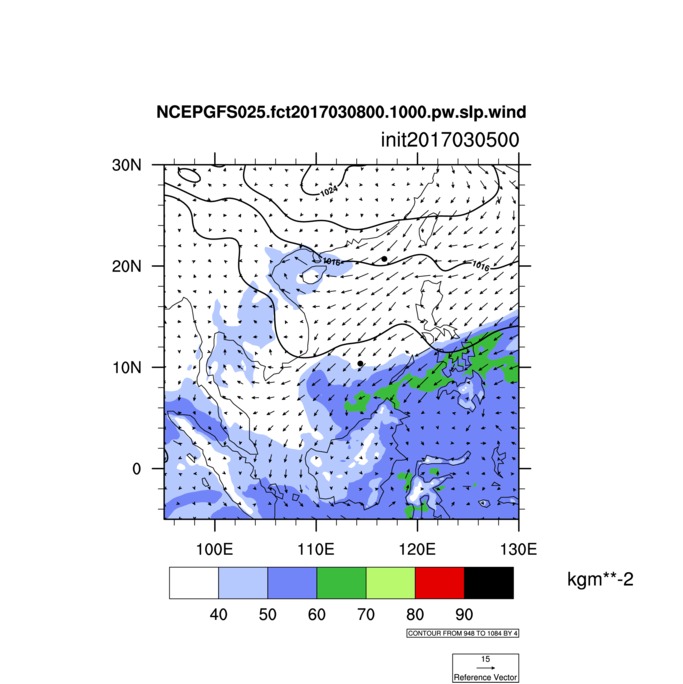 NCEPGFS025.fct2017030800.1000.pw.slp.wind
init2017030500
30N
1024
20N
1016
1016
10N
0
100E 110E 120E 130E
kgm**-2
40 50 60 70 80 90
CONTOUR FROM 948 TO 1084 BY 4
15
Reference Vector